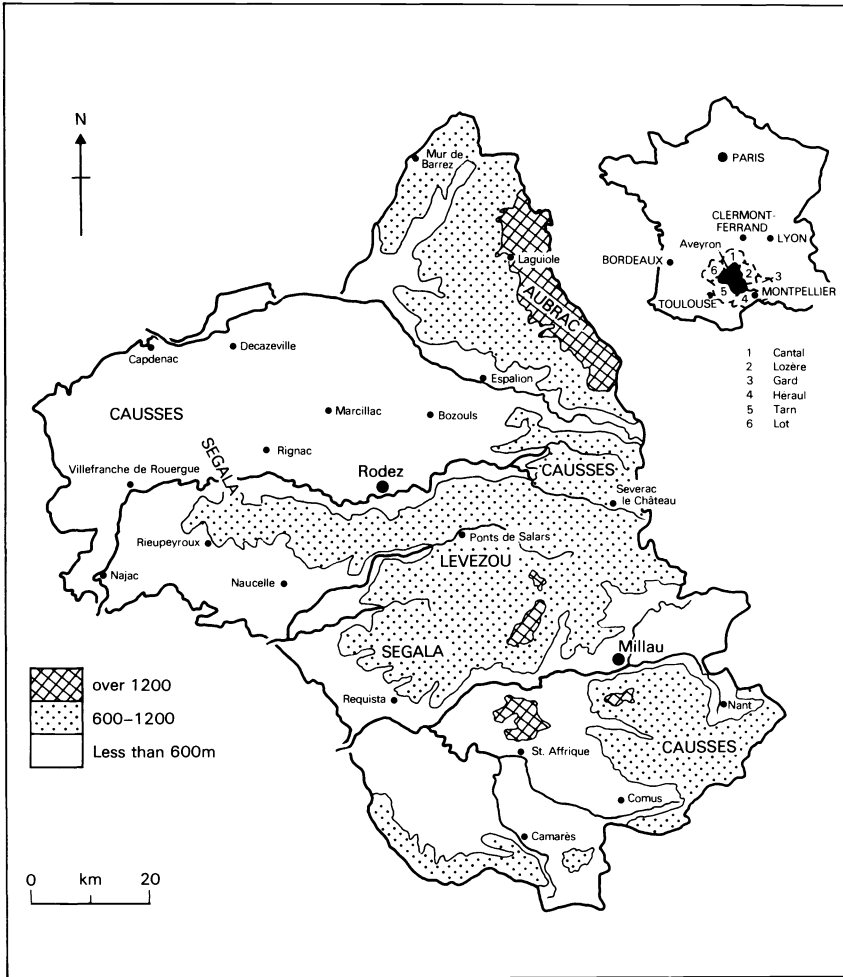 N
Mur de
Barrez
PARIS
CLERMONT-
FERRAND
LYON
Aveyron
BORDEAUX
1
6
2
3
5
4
TOULOUSE
MONTPELLIER
1 Cantal
2 Lozère
3 Gard
4 Héraul
5 Tarn
6 Lot
Laguiole
AUBRAC
Capdenac
Decazeville
Espalion
CAUSSES
Marcillac
Bozouls
SEGALA
Rignac
Villefranche de Rouergue
Rodez
CAUSSES
Severac
le Château
Rieupeyroux
Ponts de Salars
LEVEZOU
Najac
Naucelle
SEGALA
Millau
over 1200
600–1200
Less than 600m
Requista
Nant
CAUSSES
St. Affrique
Comus
Camarès
0 km 20